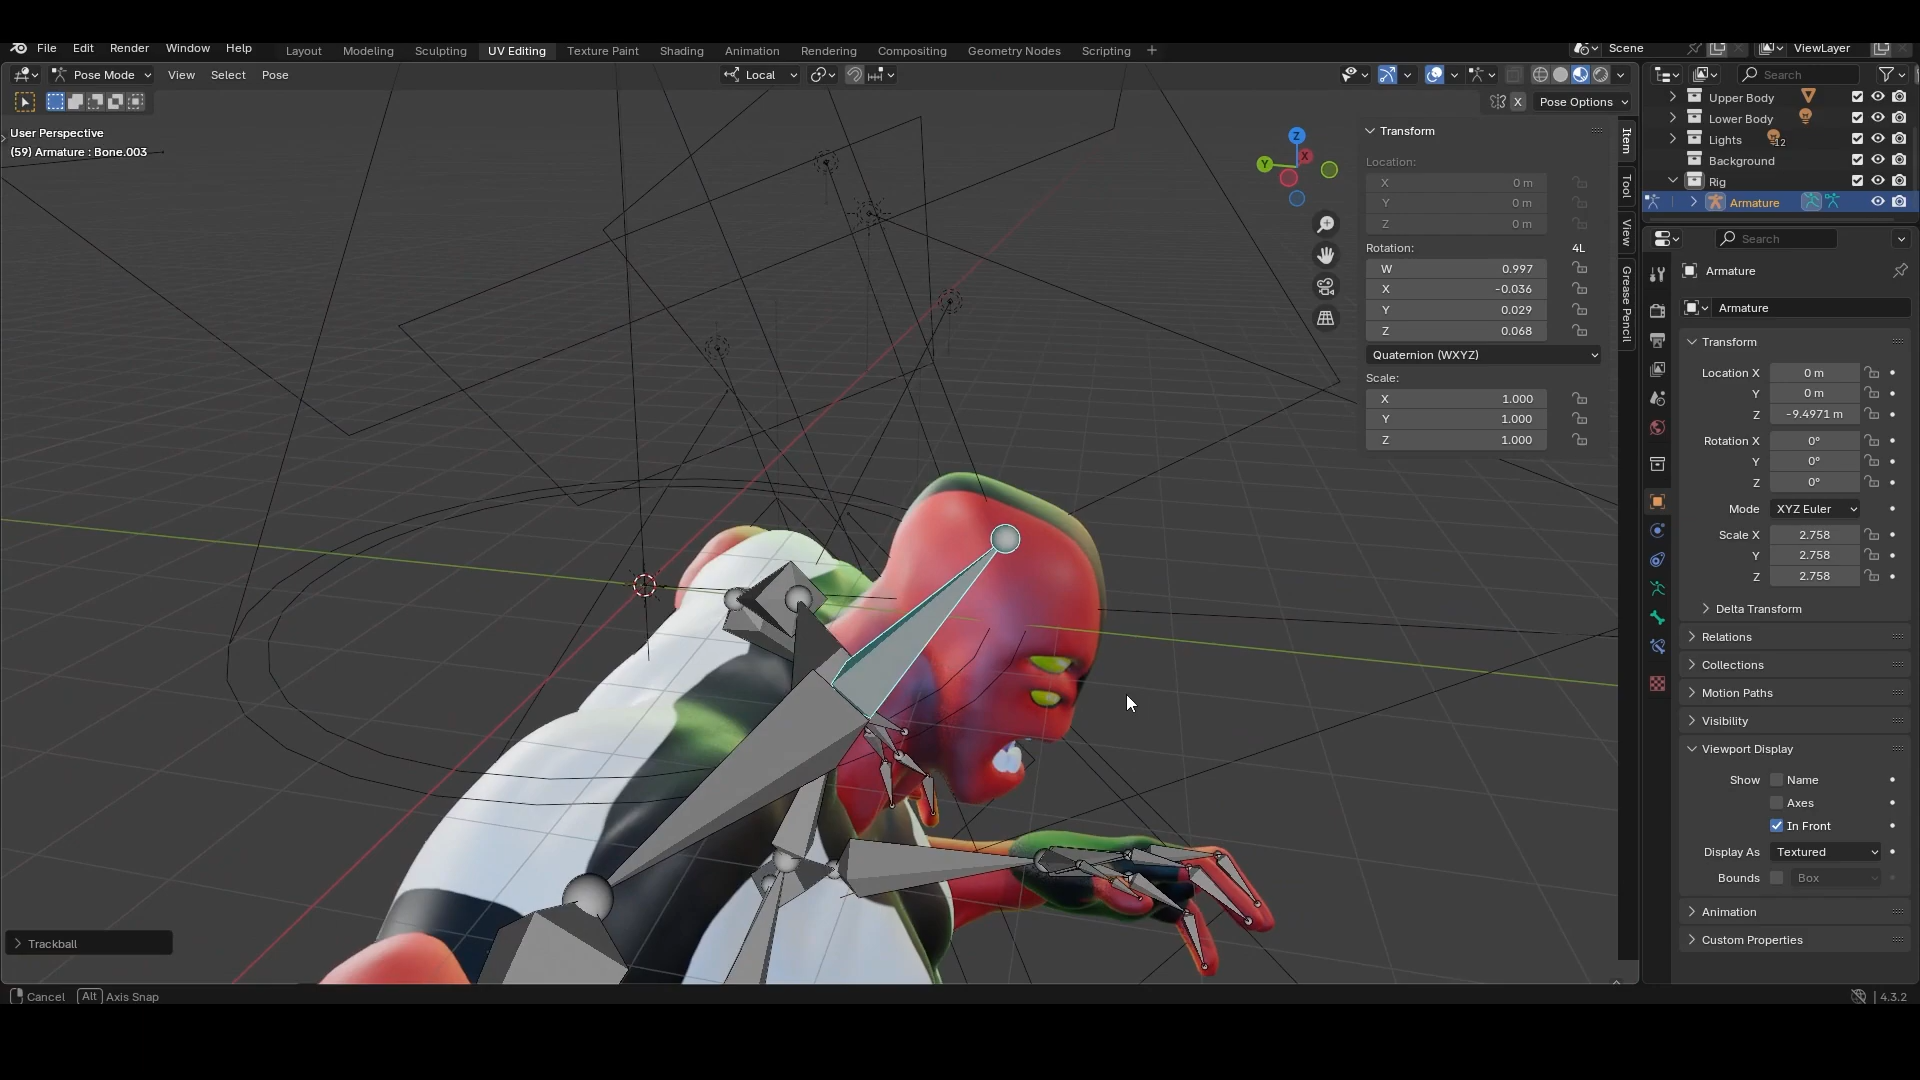 File Edit Render Window Help Layout Modeling Sculpting UV Editing Texture Paint Shading Animation Rendering Compositing Geometry Nodes Scripting + Scene ViewLayer
Pose Mode View Select Pose Local Search
X Pose Options
User Perspective
(59) Armature : Bone.003
Z
Y
X
Transform
Location:
X 0 m
Y 0 m
Z 0 m
Rotation: 4L
W 0.997
X -0.036
Y 0.029
Z 0.068
Quaternion (WXYZ)
Scale:
X 1.000
Y 1.000
Z 1.000
Item
Tool
View
Grease Pencil
Upper Body
Lower Body
Lights 12
Background
Rig
Armature
Search
Armature
Armature
Transform
Location X 0 m
Y 0 m
Z -9.4971 m
Rotation X 0°
Y 0°
Z 0°
Mode XYZ Euler
Scale X 2.758
Y 2.758
Z 2.758
Delta Transform
Relations
Collections
Motion Paths
Visibility
Viewport Display
Show Name
Axes
In Front
Display As Textured
Bounds Box
Animation
Custom Properties
Trackball
Cancel Alt Axis Snap
4.3.2